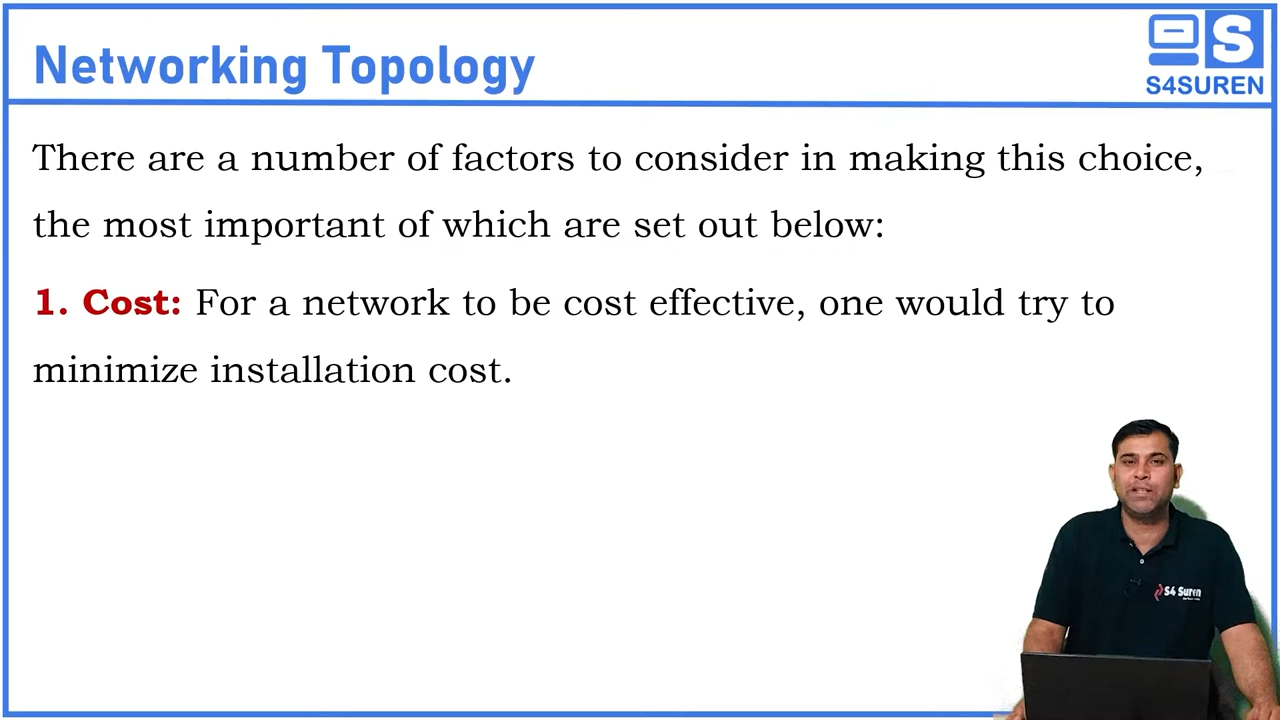 Networking Topology
S
S4SUREN
There are a number of factors to consider in making this choice,
the most important of which are set out below:
1. Cost: For a network to be cost effective, one would try to
minimize installation cost.
S4 Suren